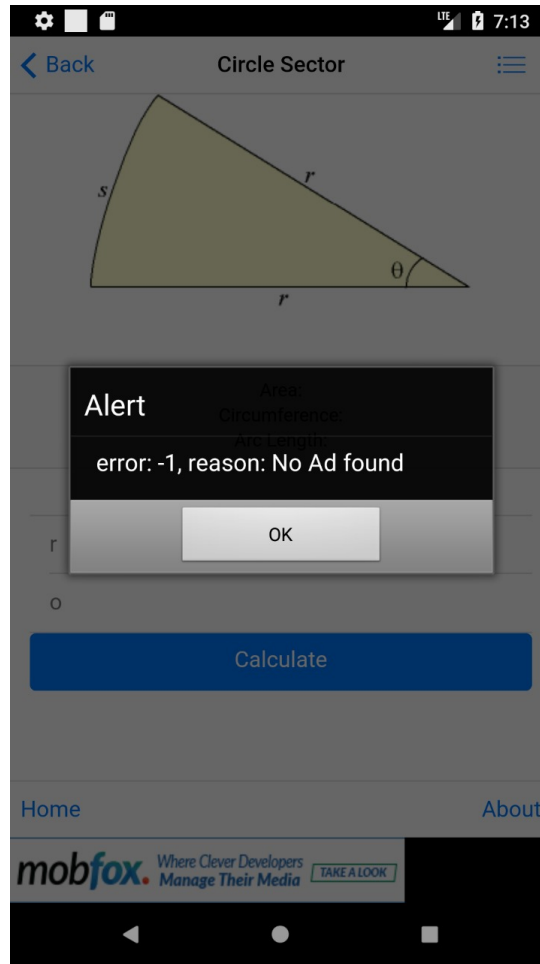 LTE 7:13
Back Circle Sector
s
r
θ
r
Area:
Circumference:
Arc Length:
Alert
error: -1, reason: No Ad found
OK
r
o
Calculate
Home About
mobfox. Where Clever Developers
Manage Their Media TAKE A LOOK